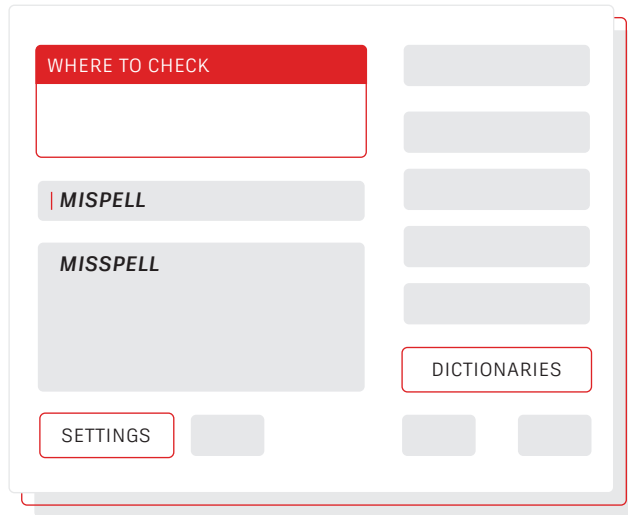 WHERE TO CHECK
MISPELL
MISSPELL
DICTIONARIES
SETTINGS